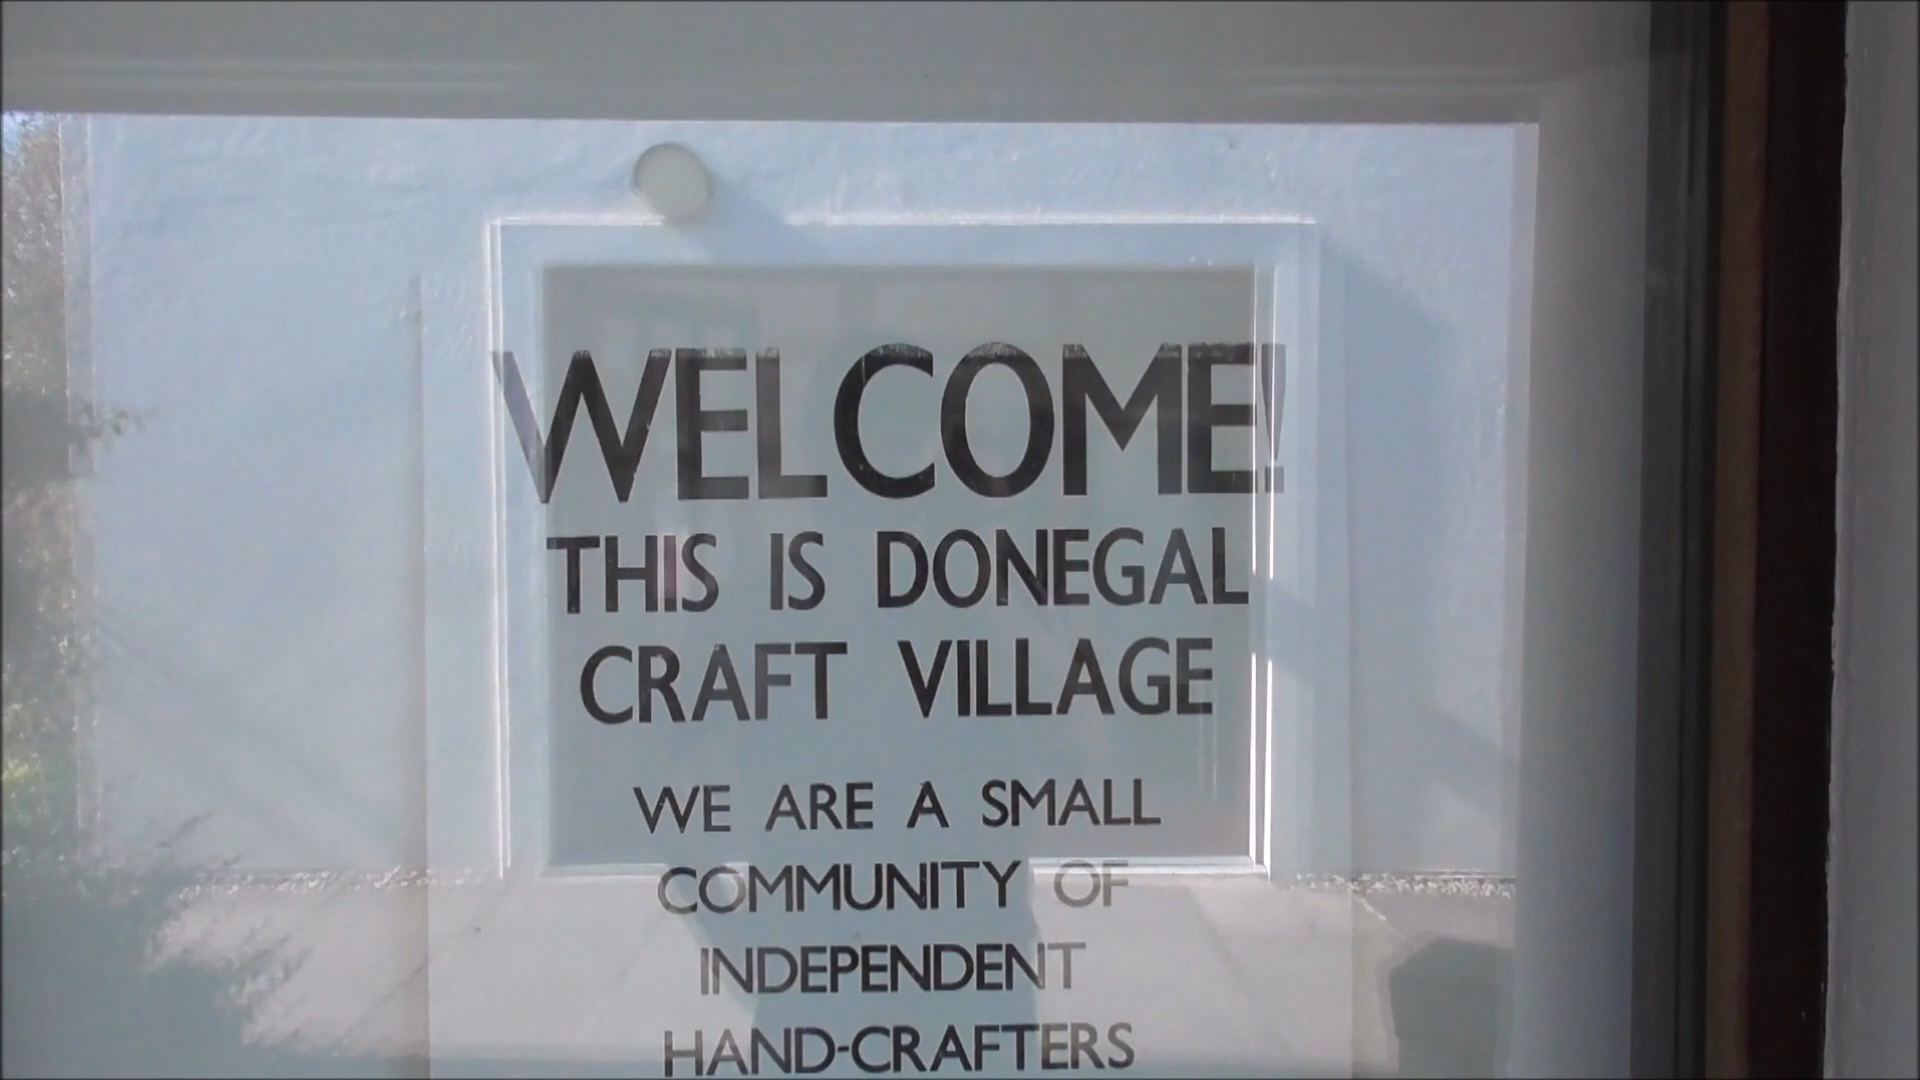 WELCOME!
THIS IS DONEGAL
CRAFT VILLAGE
WE ARE A SMALL
COMMUNITY OF
INDEPENDENT
HAND-CRAFTERS